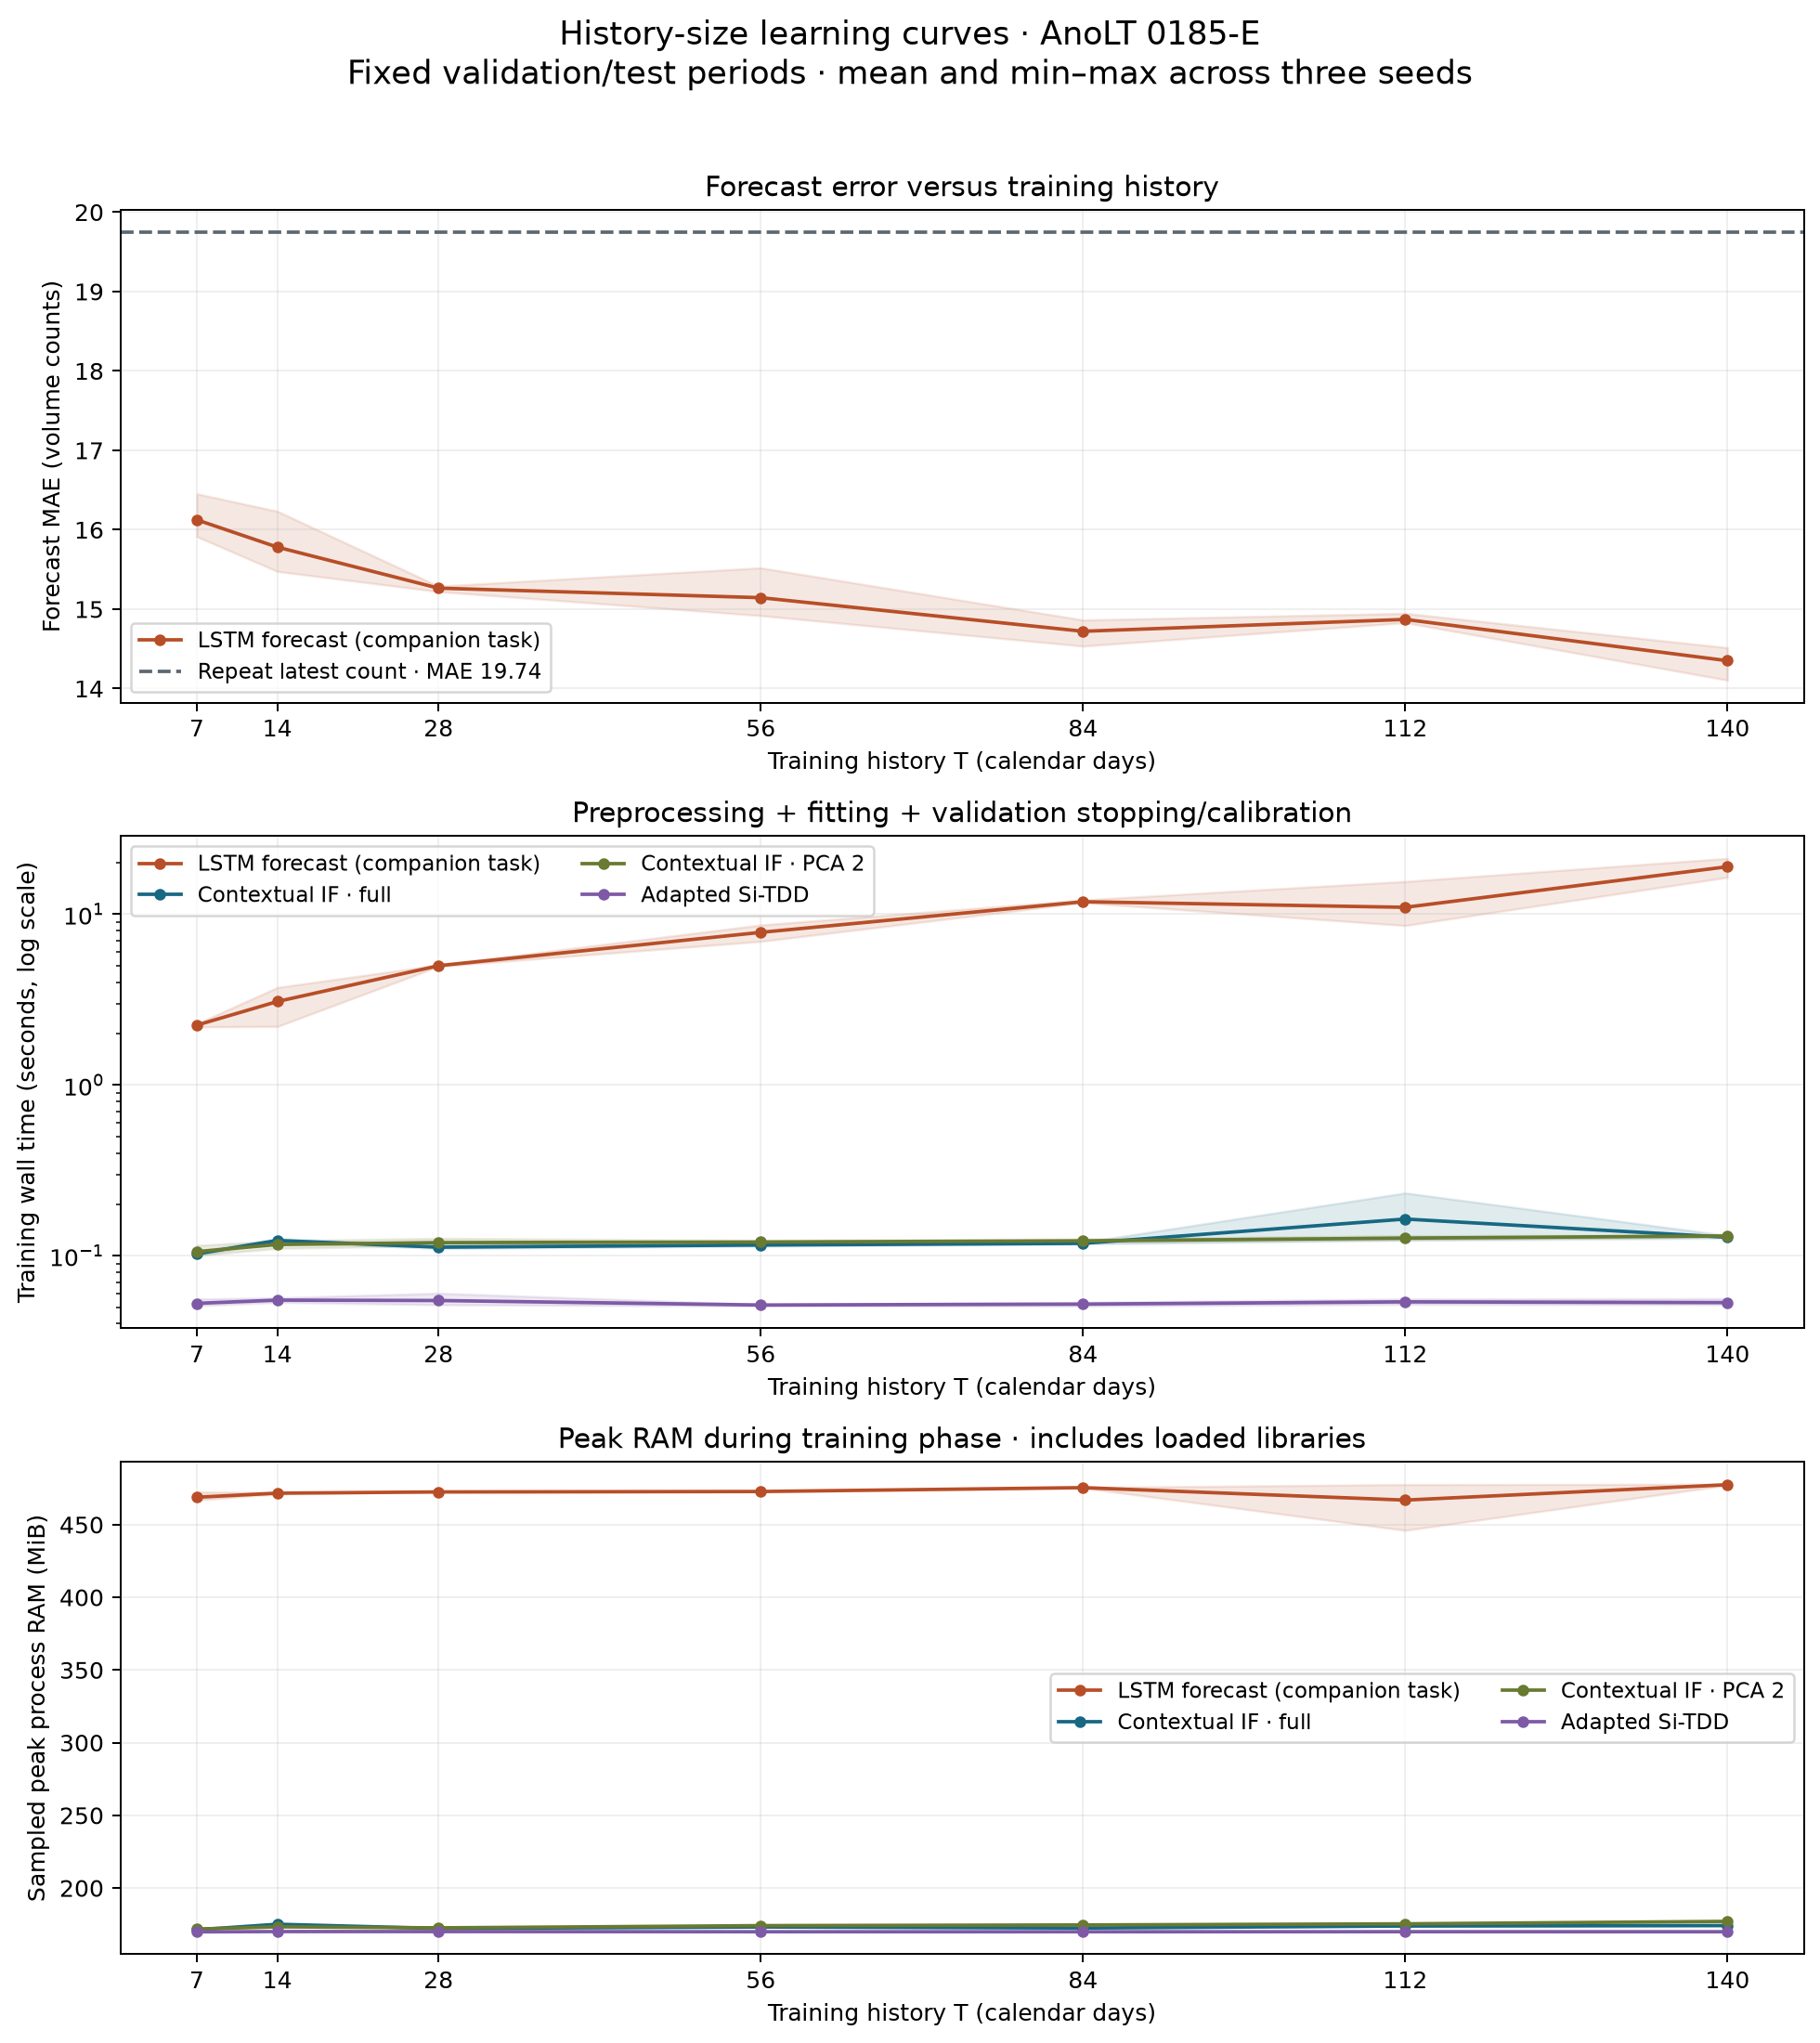 History-size learning curves · AnoLT 0185-E
Fixed validation/test periods · mean and min–max across three seeds
Forecast error versus training history
Forecast MAE (volume counts)
20
19
18
17
16
15
14
LSTM forecast (companion task)
Repeat latest count · MAE 19.74
7 14 28 56 84 112 140
Training history T (calendar days)
Preprocessing + fitting + validation stopping/calibration
Training wall time (seconds, log scale)
10¹
10⁰
10⁻¹
LSTM forecast (companion task) Contextual IF · PCA 2
Contextual IF · full Adapted Si-TDD
7 14 28 56 84 112 140
Training history T (calendar days)
Peak RAM during training phase · includes loaded libraries
Sampled peak process RAM (MiB)
450
400
350
300
250
200
LSTM forecast (companion task) Contextual IF · PCA 2
Contextual IF · full Adapted Si-TDD
7 14 28 56 84 112 140
Training history T (calendar days)